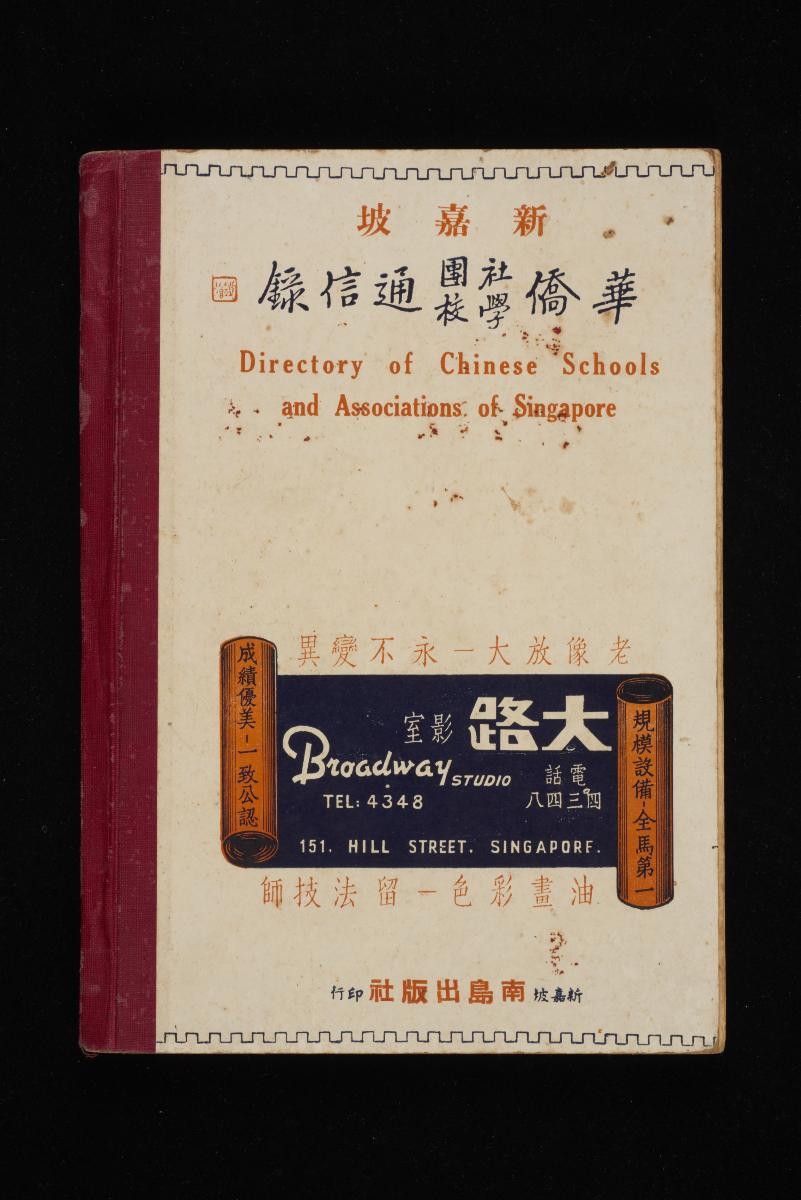 新嘉坡
華僑社團學校通信錄
Directory of Chinese Schools
and Associations of Singapore
老像放大－永不變異
規模設備－全馬第一
大路影室
Broadway STUDIO
電話
四三四八
TEL: 4348
151, HILL STREET, SINGAPORE.
成績優美－一致公認
油畫彩色－留法技師
新嘉坡南島出版社印行